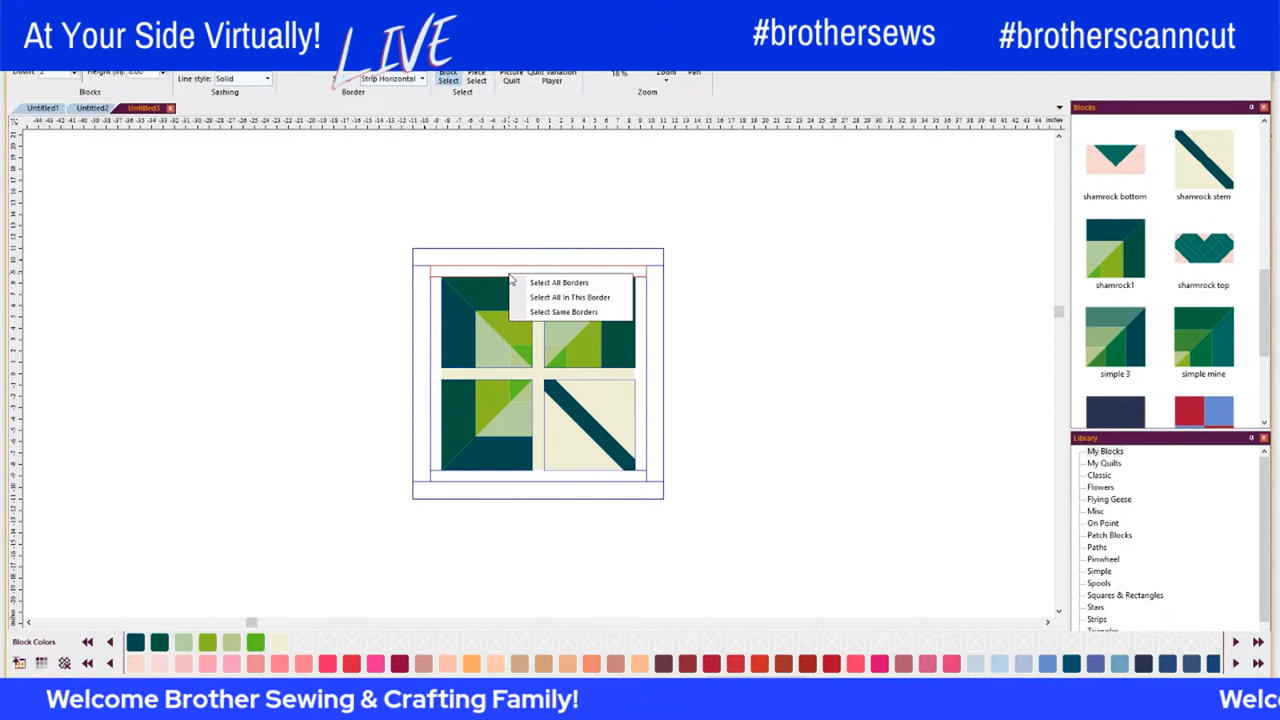 At Your Side Virtually!
LIVE
#brothersews
#brotherscanncut
Line style: Solid
Strip Horizontal
Block Select
Piece Select
Picture Quilt
Quilt Variation Player
18%
Zoom
Pan
Blocks
Sashing
Border
Select
Zoom
Untitled1
Untitled2
Untitled3
inches
Select All Borders
Select All In This Border
Select Same Borders
Blocks
shamrock bottom
shamrock stem
shamrock1
sharmrock top
simple 3
simple mine
Library
My Blocks
My Quilts
Classic
Flowers
Flying Geese
Misc
On Point
Patch Blocks
Paths
Pinwheel
Simple
Spools
Squares & Rectangles
Stars
Strips
Block Colors
Welcome Brother Sewing & Crafting Family!
Welc